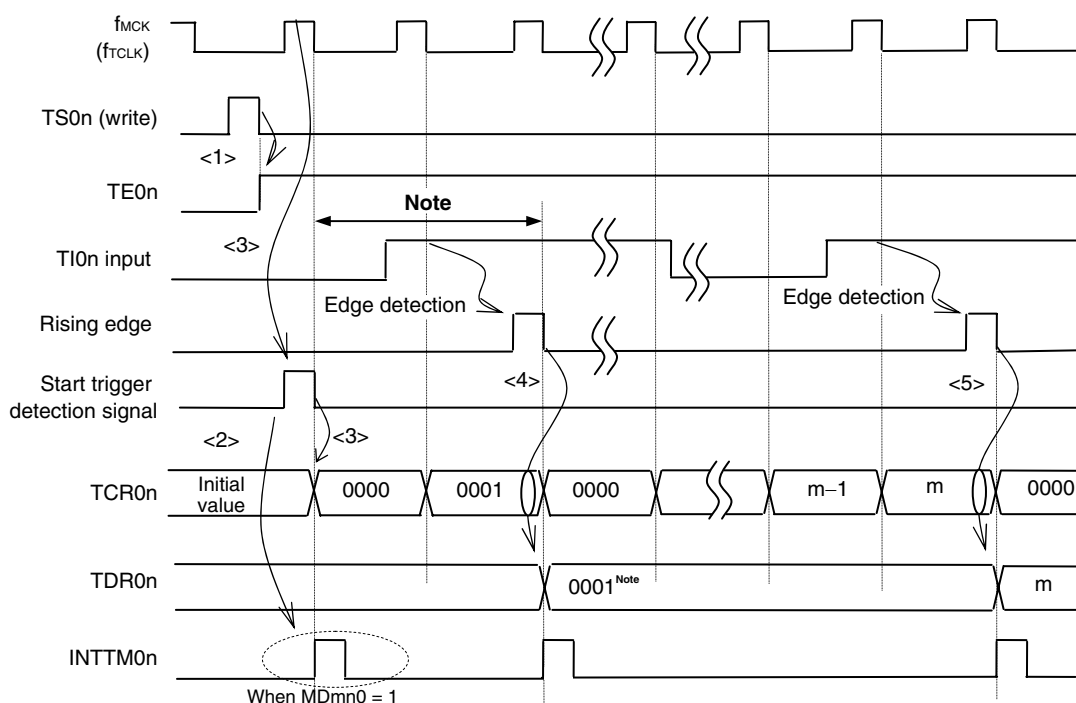 fMCK
(fTCLK)
TS0n (write)
<1>
TE0n
Note
<3>
TI0n input
Edge detection
Edge detection
Rising edge
<4>
<5>
Start trigger
detection signal
<2>
<3>
TCR0n
Initial
value
0000
0001
0000
m−1
m
0000
TDR0n
0001Note
m
INTTM0n
When MDmn0 = 1